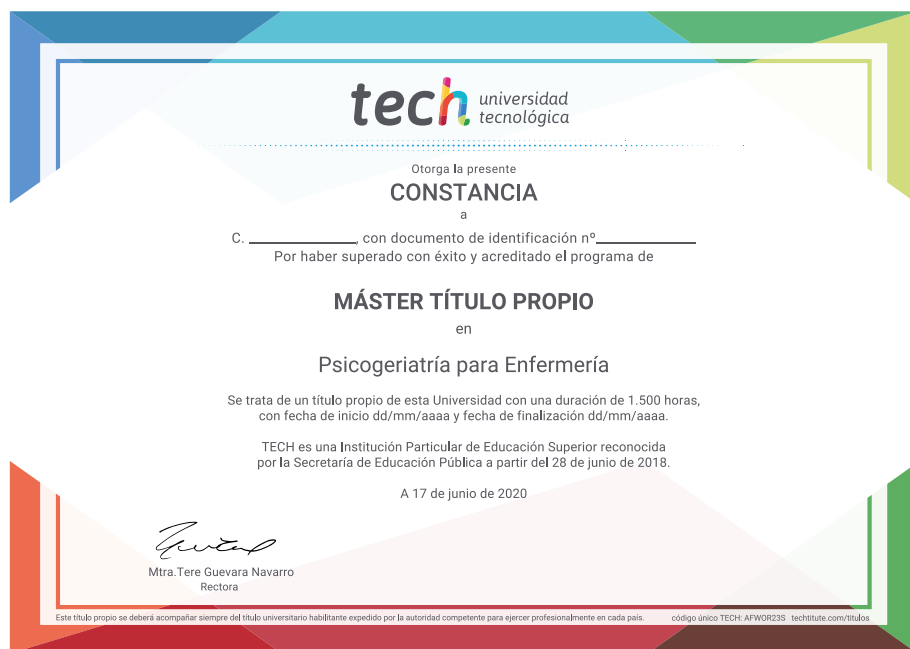 tech universidad
tecnológica
Otorga la presente
CONSTANCIA
a
C. ____________, con documento de identificación nº____________
Por haber superado con éxito y acreditado el programa de
MÁSTER TÍTULO PROPIO
en
Psicogeriatría para Enfermería
Se trata de un título propio de esta Universidad con una duración de 1.500 horas,
con fecha de inicio dd/mm/aaaa y fecha de finalización dd/mm/aaaa.
TECH es una Institución Particular de Educación Superior reconocida
por la Secretaría de Educación Pública a partir del 28 de junio de 2018.
A 17 de junio de 2020
Mtra.Tere Guevara Navarro
Rectora
Este título propio se deberá acompañar siempre del título universitario habilitante expedido por la autoridad competente para ejercer profesionalmente en cada país. código único TECH: AFWOR23S techtitute.com/titulos